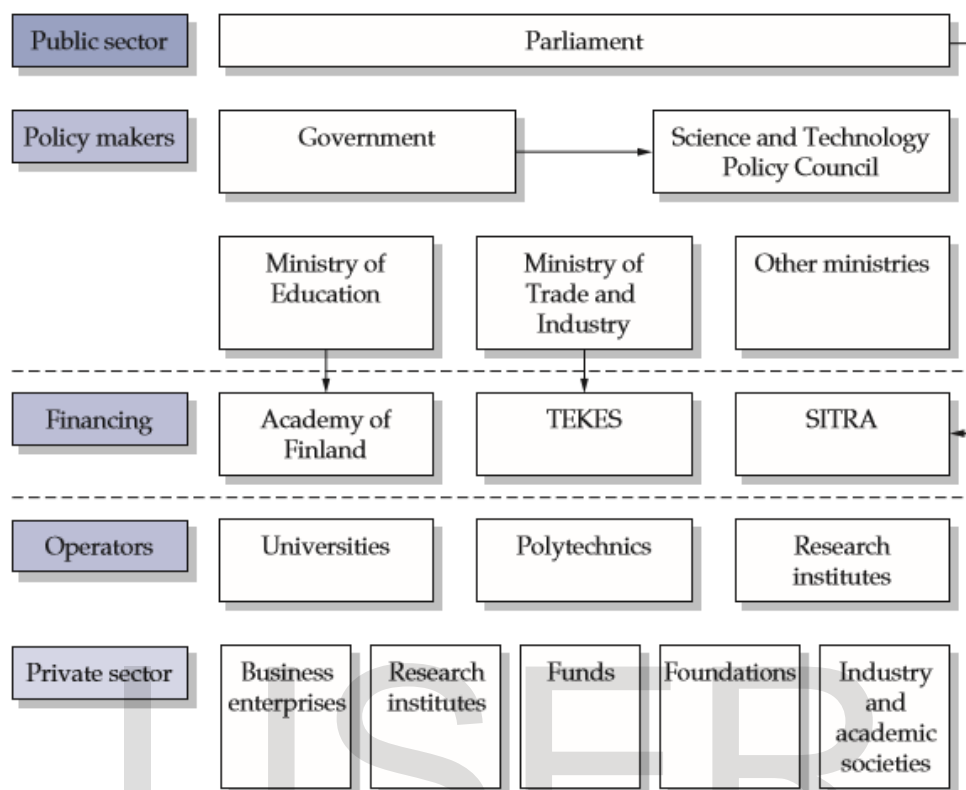 Public sector
Parliament
Policy makers
Government
Science and Technology
Policy Council
Ministry of
Education
Ministry of
Trade and
Industry
Other ministries
Financing
Academy of
Finland
TEKES
SITRA
Operators
Universities
Polytechnics
Research
institutes
Private sector
Business
enterprises
Research
institutes
Funds
Foundations
Industry
and
academic
societies
USER